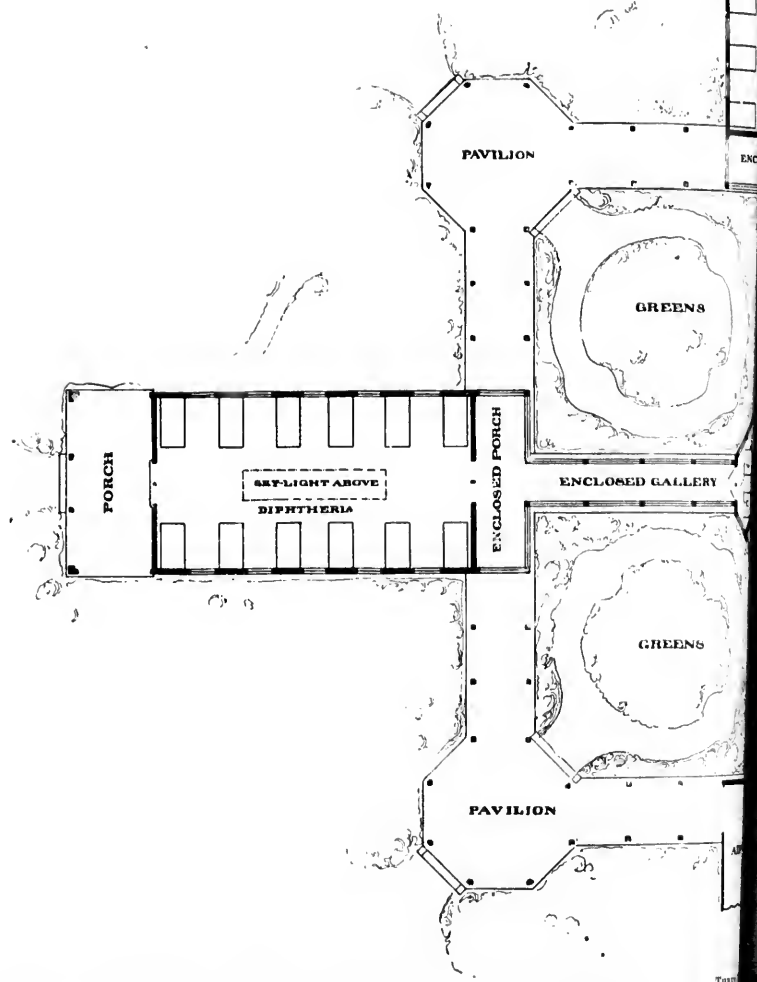 PAVILION
ENC
GREENS
PORCH
SKY-LIGHT ABOVE
DIPHTHERIA
ENCLOSED PORCH
ENCLOSED GALLERY
GREENS
PAVILION